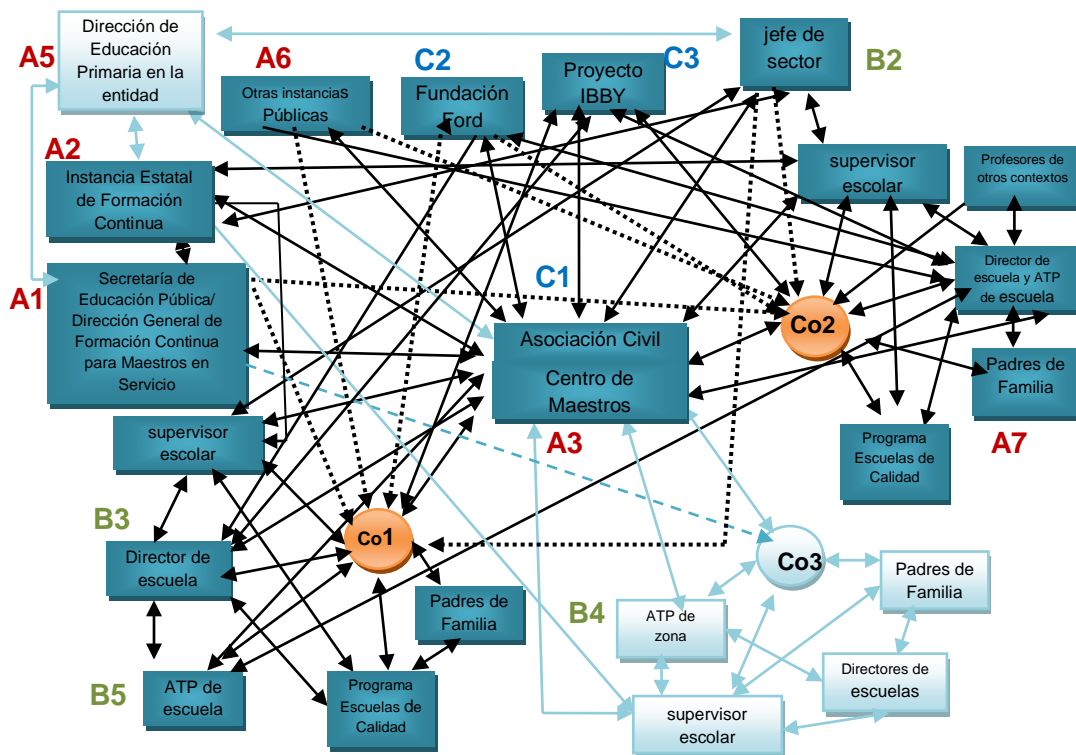 A5
Dirección de
Educación
Primaria en la
entidad
A6
Otras instancias
Públicas
C2
Fundación
Ford
Proyecto
IBBY
C3
jefe de
sector
B2
A2
Instancia Estatal
de Formación
Continua
supervisor
escolar
Profesores de
otros contextos
A1
Secretaría de
Educación Pública/
Dirección General de
Formación Continua
para Maestros en
Servicio
C1
Asociación Civil
Centro de
Maestros
A3
Co2
Director de
escuela y ATP
de escuela
Padres de
Familia
A7
Programa
Escuelas de
Calidad
supervisor
escolar
B3
Director de
escuela
Co1
Padres de
Familia
B5
ATP de
escuela
Programa
Escuelas de
Calidad
Co3
B4
ATP de
zona
Padres de
Familia
Directores de
escuelas
supervisor
escolar